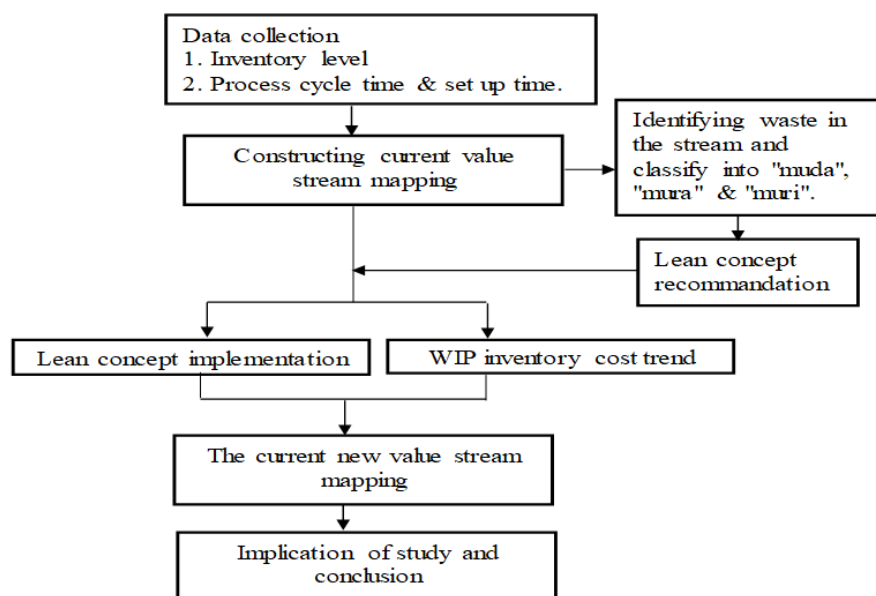 Data collection
1. Inventory level
2. Process cycle time & set up time.
Constructing current value
stream mapping
Identifying waste in
the stream and
classify into "muda",
"mura" & "muri".
Lean concept
recommandation
Lean concept implementation
WIP inventory cost trend
The current new value stream
mapping
Implication of study and
conclusion